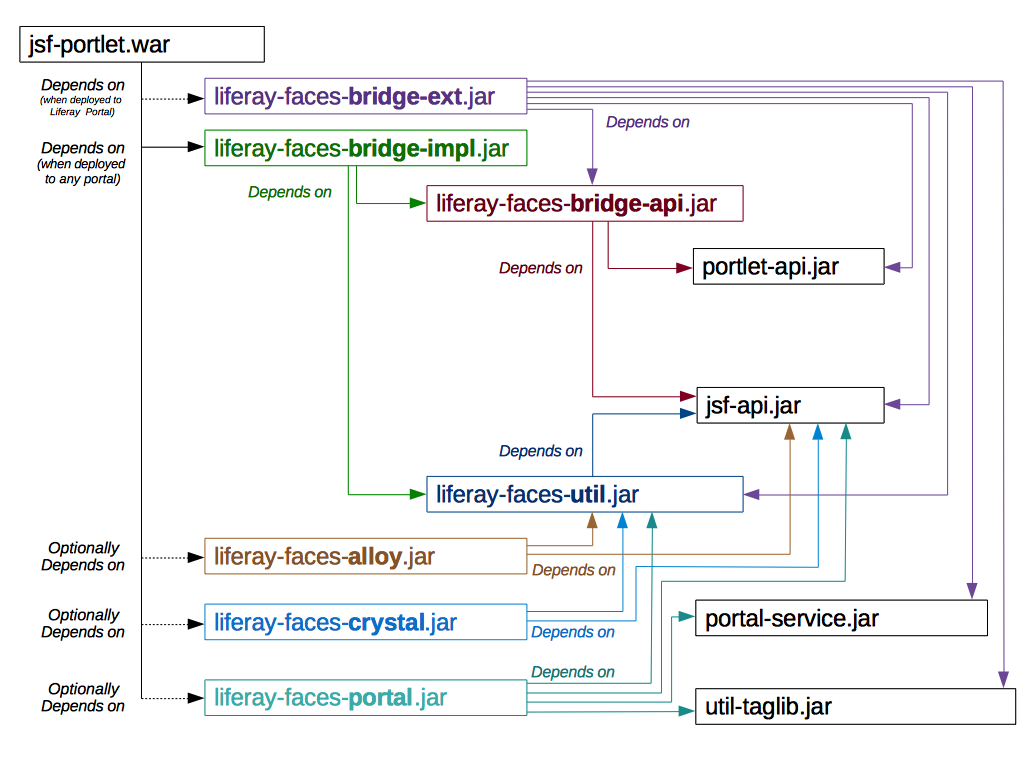 jsf-portlet.war
Depends on
(when deployed to
Liferay Portal)
liferay-faces-bridge-ext.jar
Depends on
Depends on
(when deployed
to any portal)
liferay-faces-bridge-impl.jar
Depends on
liferay-faces-bridge-api.jar
Depends on
portlet-api.jar
jsf-api.jar
Depends on
liferay-faces-util.jar
Optionally
Depends on
liferay-faces-alloy.jar
Depends on
Optionally
Depends on
liferay-faces-crystal.jar
Depends on
portal-service.jar
Depends on
Optionally
Depends on
liferay-faces-portal.jar
util-taglib.jar